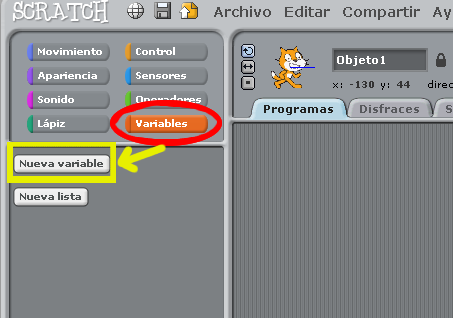 SCRATCH Archivo Editar Compartir Ay
Movimiento Control
Apariencia Sensores
Sonido Operadores
Lápiz Variables
Nueva variable
Nueva lista
Objeto1
x: -130 y: 44 direc
Programas Disfraces S